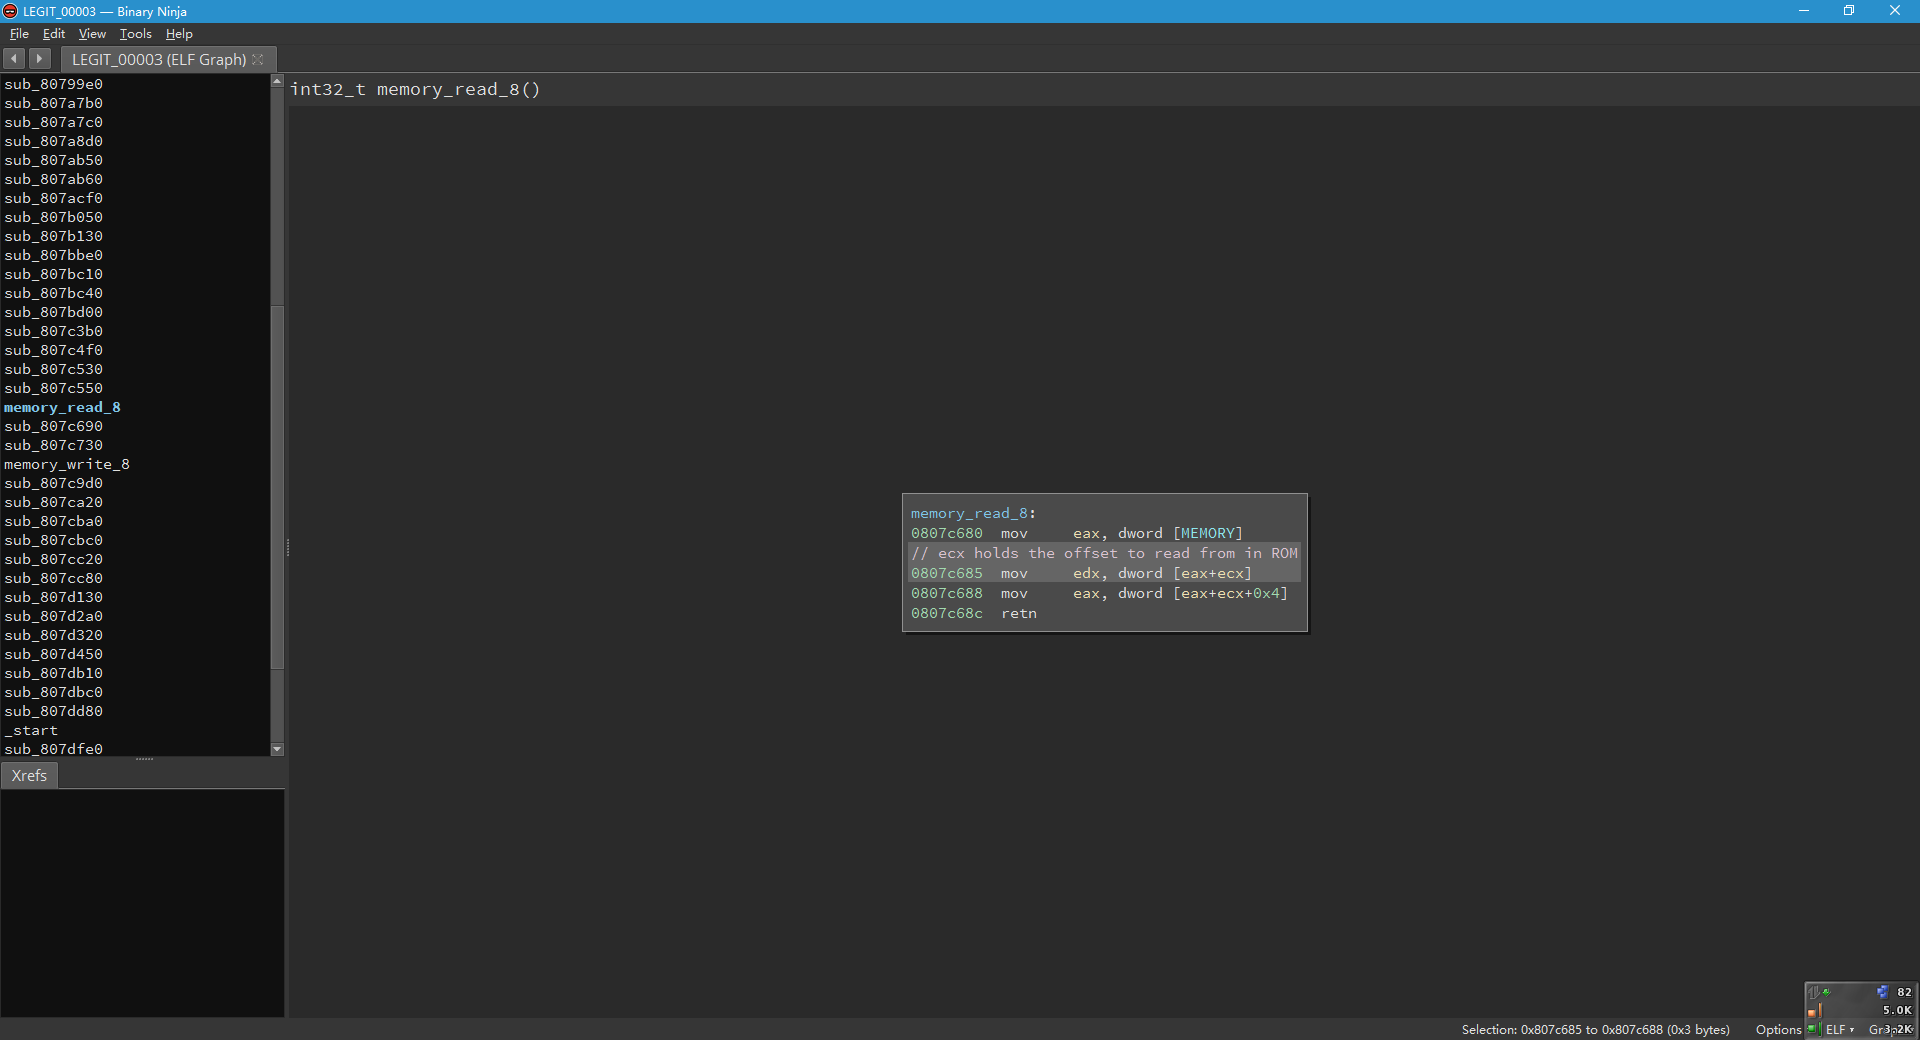 LEGIT_00003 — Binary Ninja
File Edit View Tools Help
LEGIT_00003 (ELF Graph)
sub_80799e0
sub_807a7b0
sub_807a7c0
sub_807a8d0
sub_807ab50
sub_807ab60
sub_807acf0
sub_807b050
sub_807b130
sub_807bbe0
sub_807bc10
sub_807bc40
sub_807bd00
sub_807c3b0
sub_807c4f0
sub_807c530
sub_807c550
memory_read_8
sub_807c690
sub_807c730
memory_write_8
sub_807c9d0
sub_807ca20
sub_807cba0
sub_807cbc0
sub_807cc20
sub_807cc80
sub_807d130
sub_807d2a0
sub_807d320
sub_807d450
sub_807db10
sub_807dbc0
sub_807dd80
_start
sub_807dfe0
Xrefs
int32_t memory_read_8()
memory_read_8:
0807c680 mov eax, dword [MEMORY]
// ecx holds the offset to read from in ROM
0807c685 mov edx, dword [eax+ecx]
0807c688 mov eax, dword [eax+ecx+0x4]
0807c68c retn
82
5.0K
3.2K
Selection: 0x807c685 to 0x807c688 (0x3 bytes) Options ELF